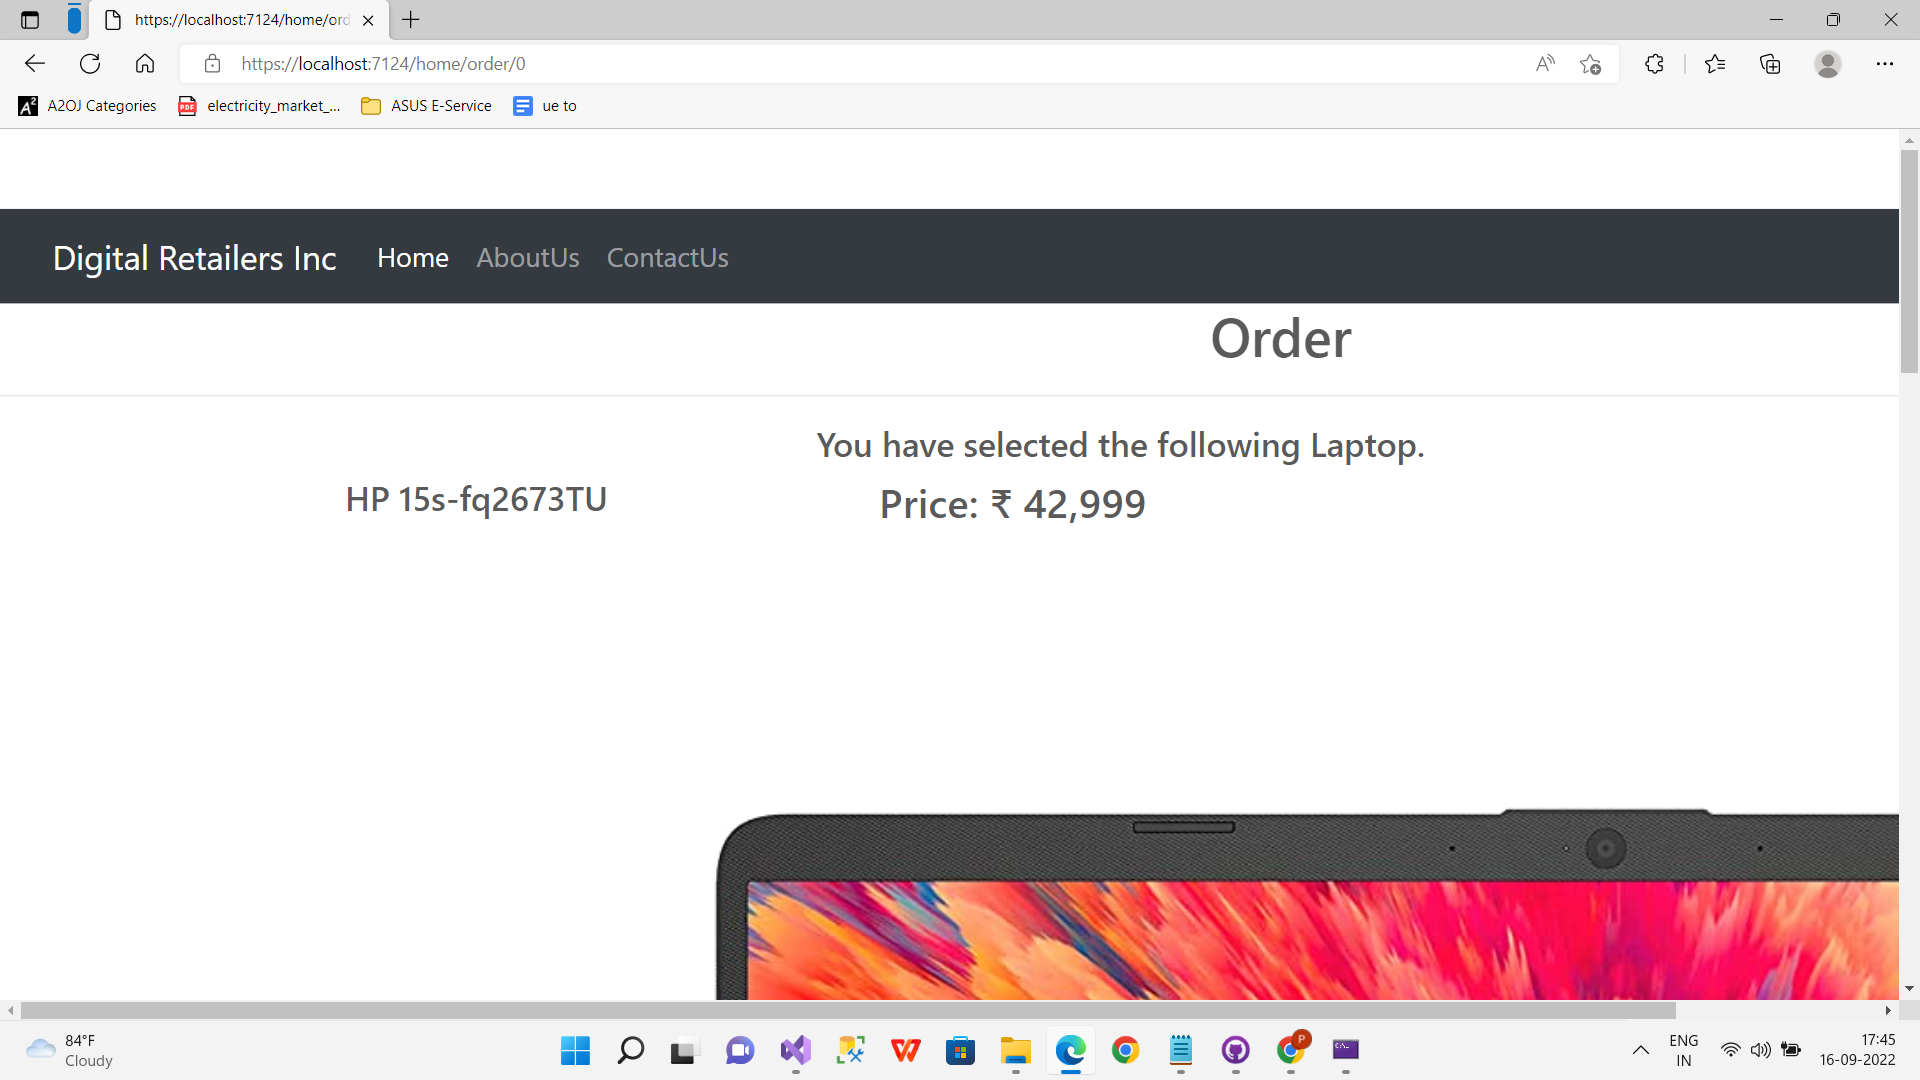 https://localhost:7124/home/ord
https://localhost:7124/home/order/0
A2OJ Categories electricity_market_... ASUS E-Service ue to
Digital Retailers Inc Home AboutUs ContactUs
Order
You have selected the following Laptop.
HP 15s-fq2673TU Price: ₹ 42,999
84°F
Cloudy
ENG
IN
17:45
16-09-2022